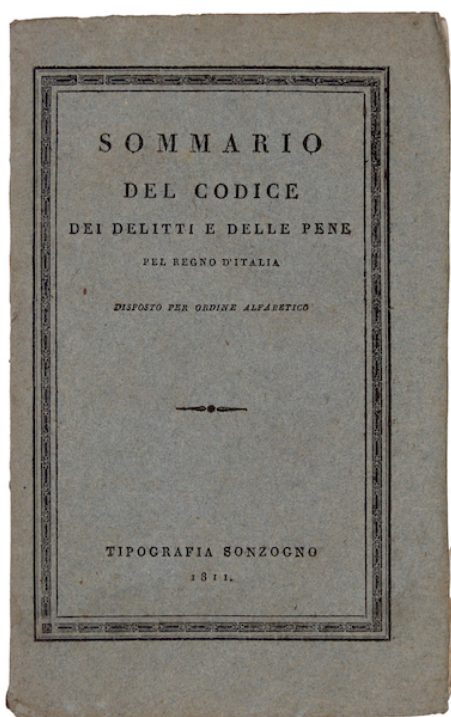 SOMMARIO
DEL CODICE
DEI DELITTI E DELLE PENE
PEL REGNO D'ITALIA
DISPOSTO PER ORDINE ALFABETICO
TIPOGRAFIA SONZOGNO
1811.